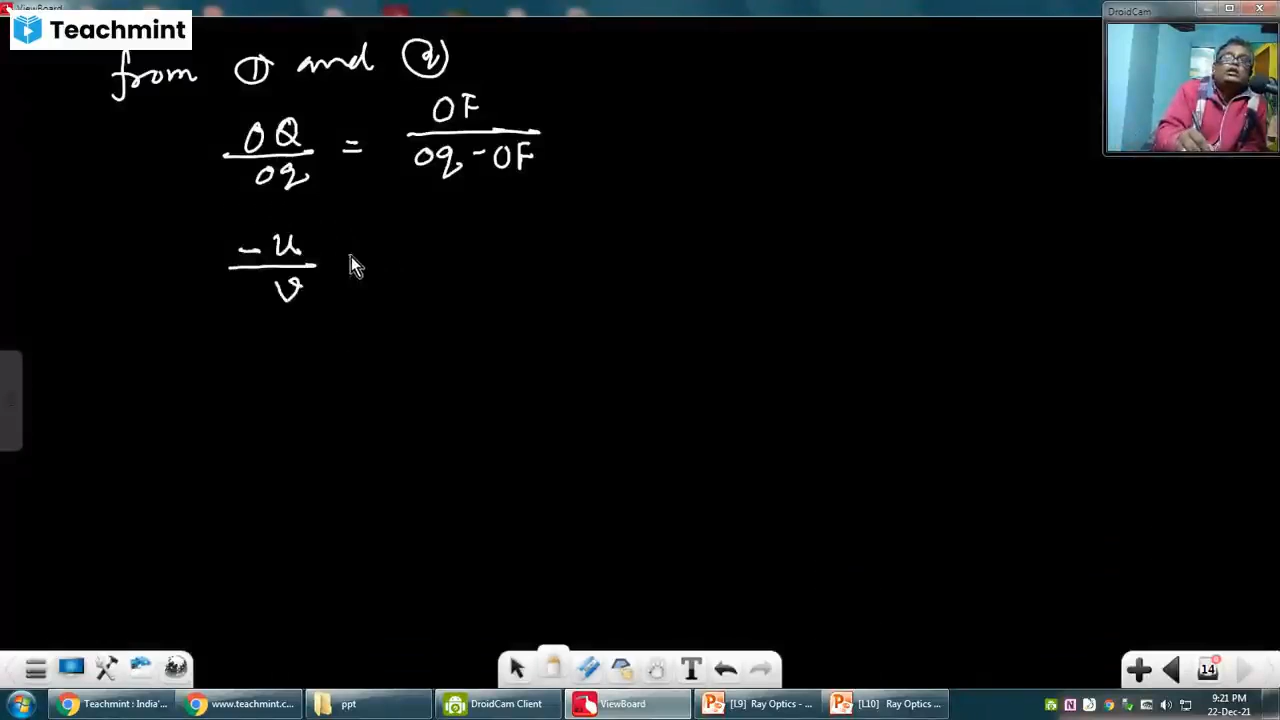 ViewBoard
Teachmint
DroidCam
from ① and ②
OQ/Oq = OF/(Oq - OF)
-u/v
14
Teachmint : India'...
www.teachmint.c...
ppt
DroidCam Client
ViewBoard
[L9] Ray Optics - ...
[L10] Ray Optics ...
9:21 PM
22-Dec-21